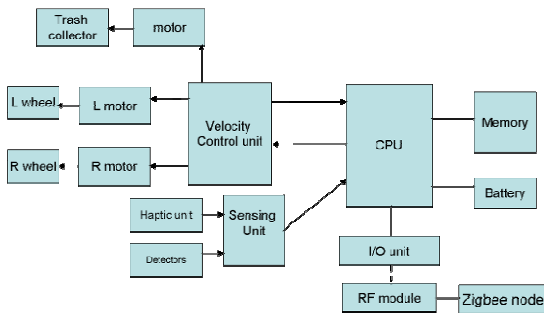 Trash
collector
motor
L wheel
L motor
Velocity
Control unit
CPU
Memory
R wheel
R motor
Battery
Haptic unit
Sensing
Unit
Detectors
I/O unit
RF module
Zigbee node